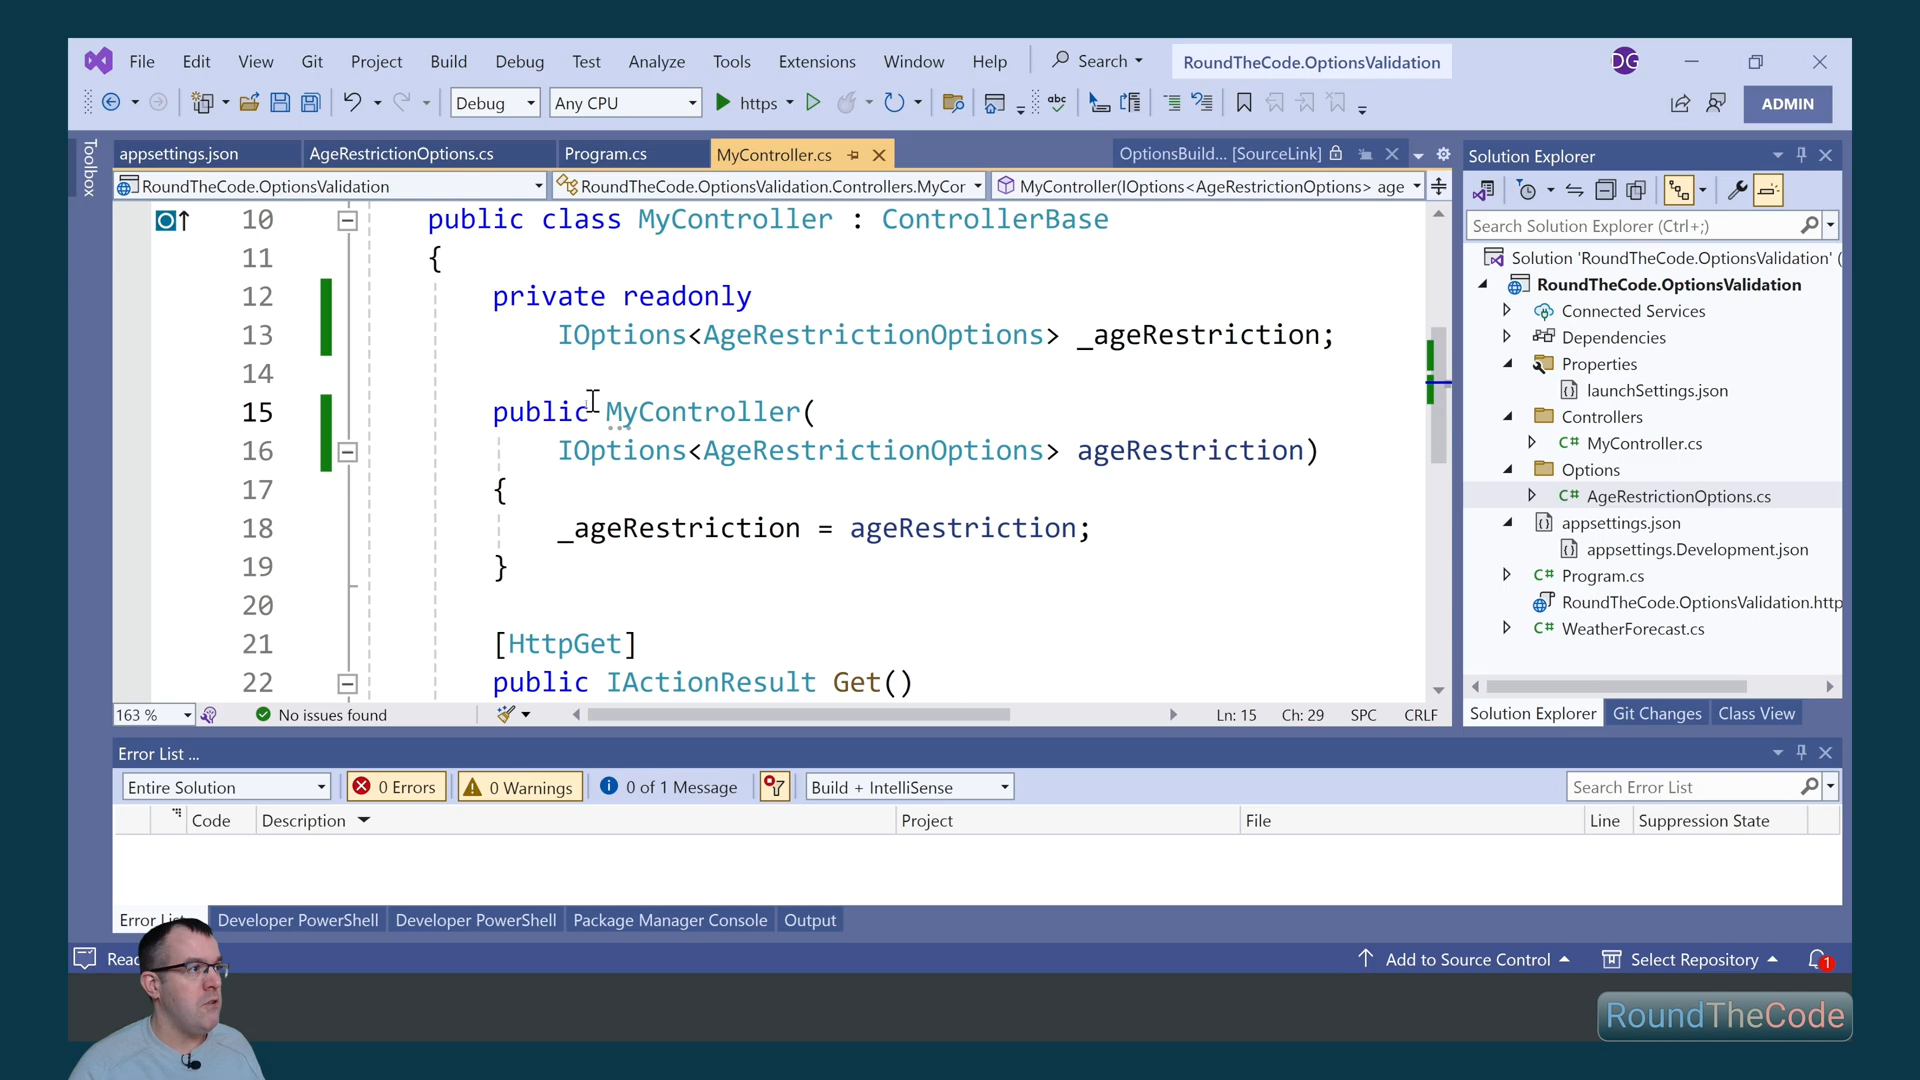 File Edit View Git Project Build Debug Test Analyze Tools Extensions Window Help Search RoundTheCode.OptionsValidation DG
Debug Any CPU https abc ADMIN
Toolbox
appsettings.json AgeRestrictionOptions.cs Program.cs MyController.cs OptionsBuild... [SourceLink]
RoundTheCode.OptionsValidation RoundTheCode.OptionsValidation.Controllers.MyCor MyController(IOptions<AgeRestrictionOptions> age
10 public class MyController : ControllerBase
11 {
12 private readonly
13 IOptions<AgeRestrictionOptions> _ageRestriction;
14
15 public MyController(
16 IOptions<AgeRestrictionOptions> ageRestriction)
17 {
18 _ageRestriction = ageRestriction;
19 }
20
21 [HttpGet]
22 public IActionResult Get()
163 % No issues found Ln: 15 Ch: 29 SPC CRLF
Solution Explorer
Search Solution Explorer (Ctrl+;)
Solution 'RoundTheCode.OptionsValidation' (
RoundTheCode.OptionsValidation
Connected Services
Dependencies
Properties
launchSettings.json
Controllers
C# MyController.cs
Options
C# AgeRestrictionOptions.cs
appsettings.json
appsettings.Development.json
C# Program.cs
RoundTheCode.OptionsValidation.http
C# WeatherForecast.cs
Solution Explorer Git Changes Class View
Error List ...
Entire Solution 0 Errors 0 Warnings 0 of 1 Message Build + IntelliSense Search Error List
Code Description Project File Line Suppression State
Error List Developer PowerShell Developer PowerShell Package Manager Console Output
Add to Source Control Select Repository 1
RoundTheCode